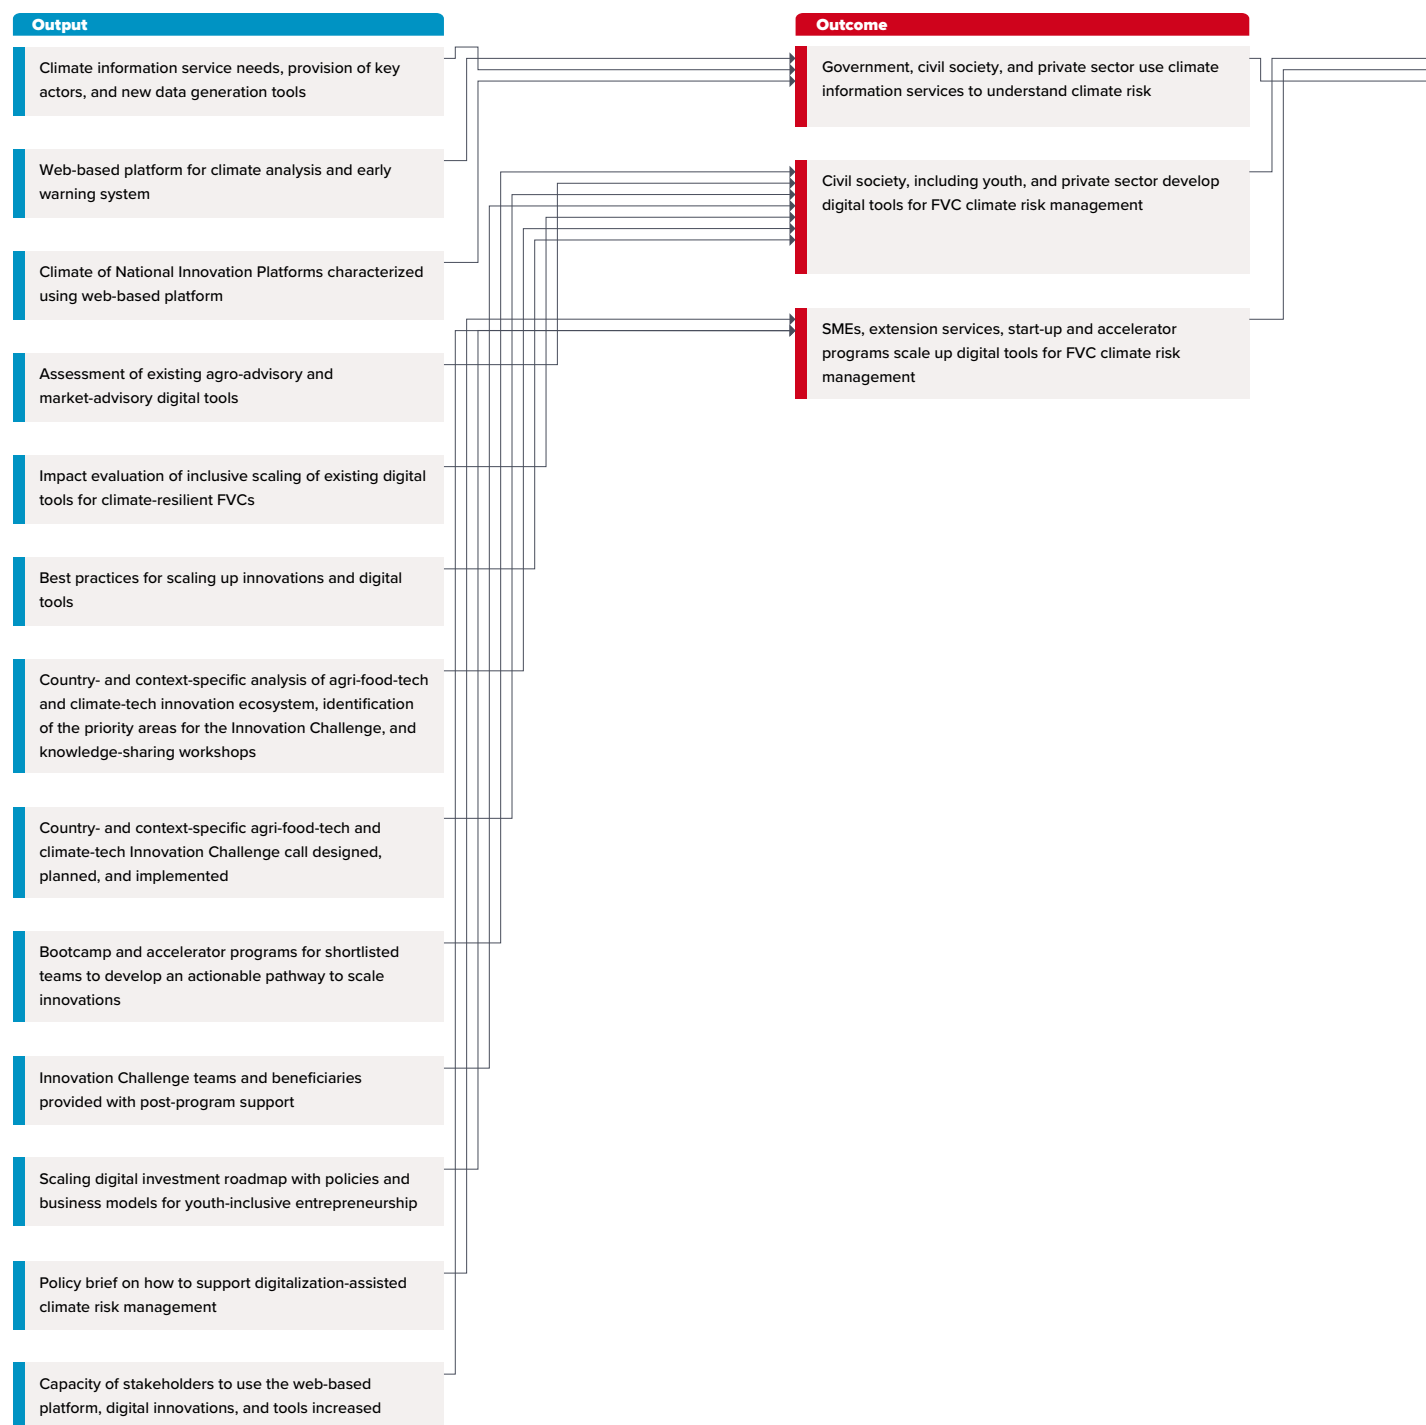 Output
Climate information service needs, provision of key
actors, and new data generation tools
Web-based platform for climate analysis and early
warning system
Climate of National Innovation Platforms characterized
using web-based platform
Assessment of existing agro-advisory and
market-advisory digital tools
Impact evaluation of inclusive scaling of existing digital
tools for climate-resilient FVCs
Best practices for scaling up innovations and digital
tools
Country- and context-specific analysis of agri-food-tech
and climate-tech innovation ecosystem, identification
of the priority areas for the Innovation Challenge, and
knowledge-sharing workshops
Country- and context-specific agri-food-tech and
climate-tech Innovation Challenge call designed,
planned, and implemented
Bootcamp and accelerator programs for shortlisted
teams to develop an actionable pathway to scale
innovations
Innovation Challenge teams and beneficiaries
provided with post-program support
Scaling digital investment roadmap with policies and
business models for youth-inclusive entrepreneurship
Policy brief on how to support digitalization-assisted
climate risk management
Capacity of stakeholders to use the web-based
platform, digital innovations, and tools increased
Outcome
Government, civil society, and private sector use climate
information services to understand climate risk
Civil society, including youth, and private sector develop
digital tools for FVC climate risk management
SMEs, extension services, start-up and accelerator
programs scale up digital tools for FVC climate risk
management